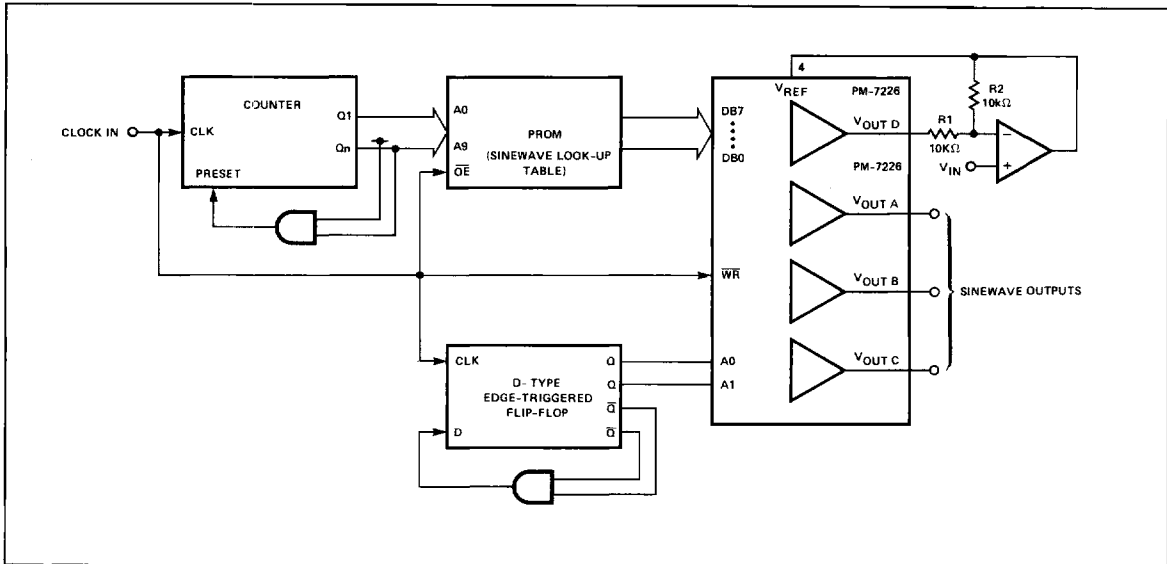 COUNTER
CLOCK IN
CLK
Q1
Qn
PRESET
A0
A9
OE
PROM
(SINEWAVE LOOK-UP
TABLE)
4
VREF
PM-7226
DB7
DB0
VOUT D
R1
10KΩ
R2
10kΩ
VIN
−
+
PM-7226
VOUT A
VOUT B
VOUT C
SINEWAVE OUTPUTS
WR
A0
A1
CLK
D-TYPE
EDGE-TRIGGERED
FLIP-FLOP
D
Q
Q
Q̅
Q̅